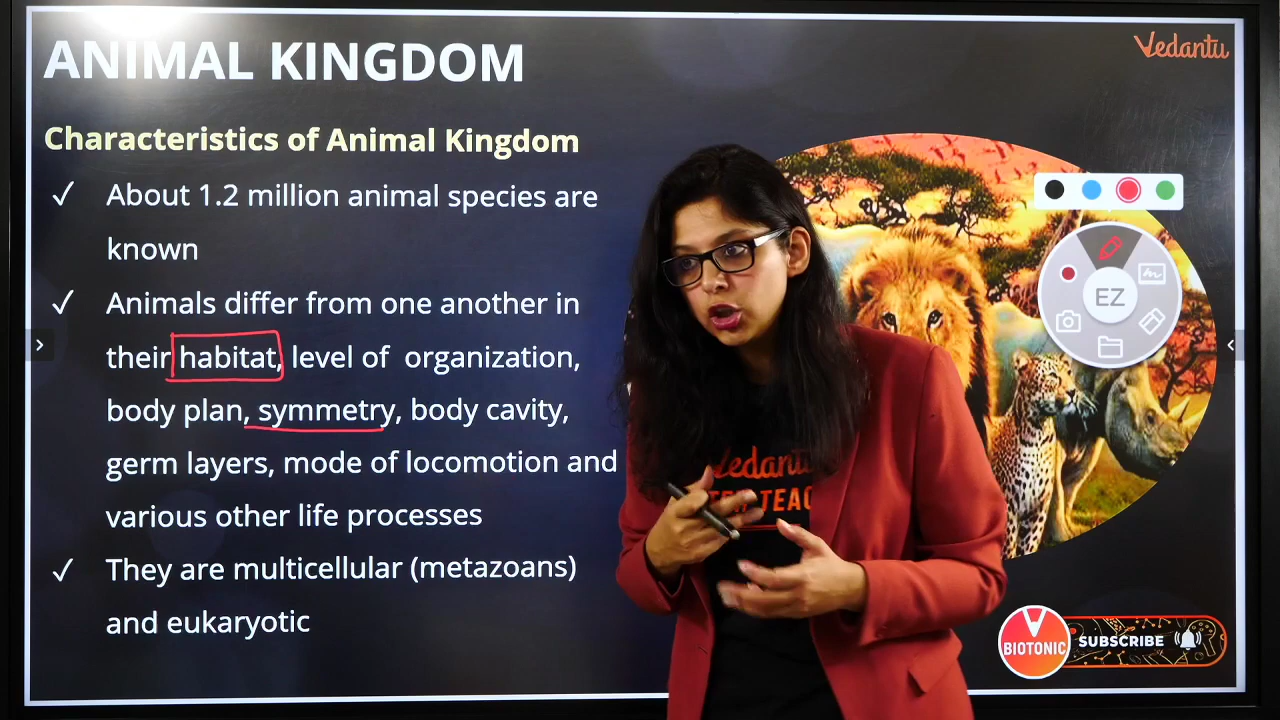 ANIMAL KINGDOM
Vedantu
Characteristics of Animal Kingdom
✓ About 1.2 million animal species are
known
✓ Animals differ from one another in
their habitat, level of organization,
body plan, symmetry, body cavity,
germ layers, mode of locomotion and
various other life processes
✓ They are multicellular (metazoans)
and eukaryotic
EZ
Vedantu
TEAC
BIOTONIC
SUBSCRIBE